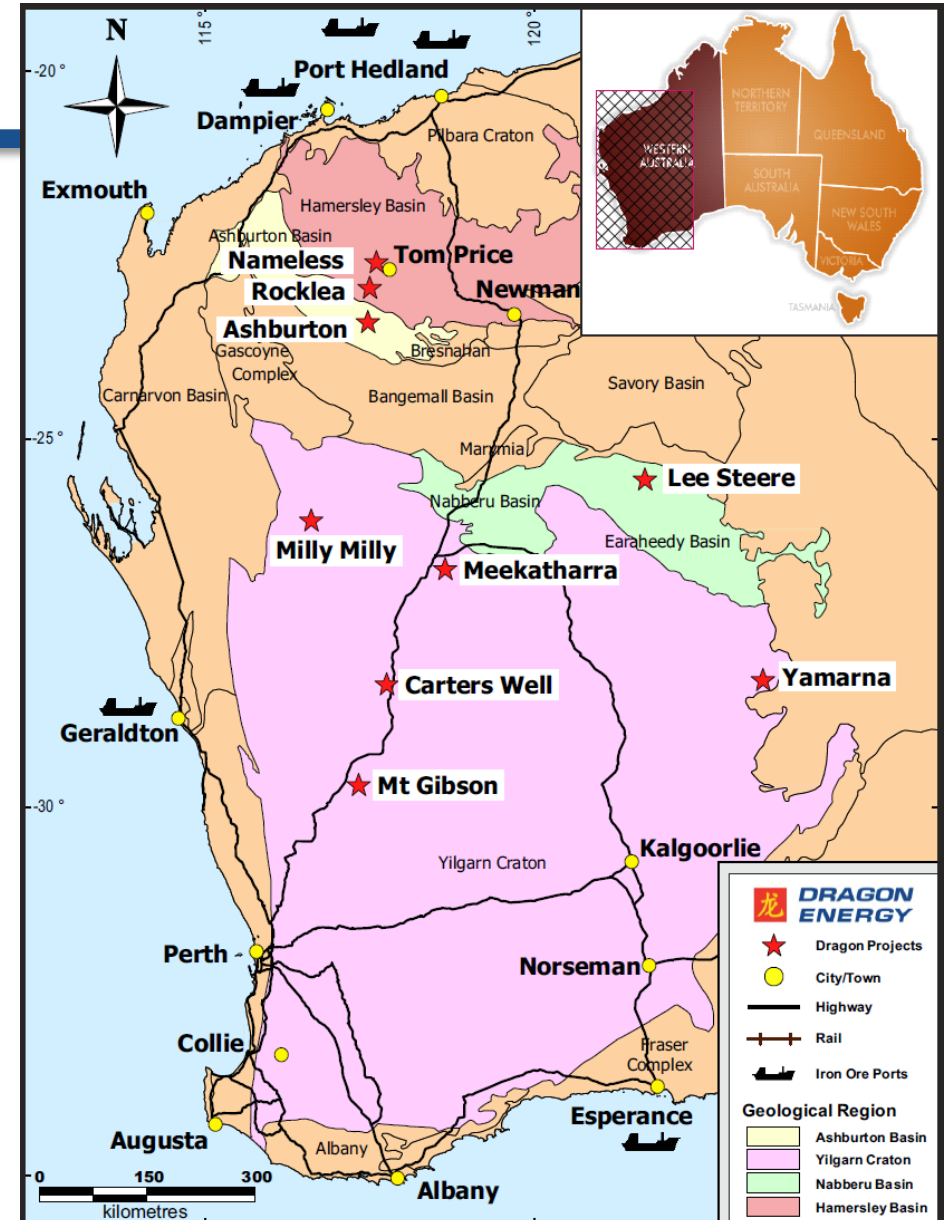 N
115°
120°
-20°
Port Hedland
Dampier
Pilbara Craton
NORTHERN
TERRITORY
QUEENSLAND
WESTERN
AUSTRALIA
SOUTH
AUSTRALIA
NEW SOUTH
WALES
VICTORIA
TASMANIA
Exmouth
Hamersley Basin
Ashburton Basin
Nameless
Tom Price
Rocklea
Newman
Ashburton
Gascoyne
Complex
Bresnahan
Carnarvon Basin
Bangemall Basin
Savory Basin
-25°
Marymia
Lee Steere
Nabberu Basin
Milly Milly
Earaheedy Basin
Meekatharra
Carters Well
Yamarna
Geraldton
Mt Gibson
-30°
Kalgoorlie
Yilgarn Craton
Perth
Norseman
Collie
Fraser
Complex
Esperance
Augusta
Albany
Albany
0 150 300
kilometres
龙 DRAGON
ENERGY
Dragon Projects
City/Town
Highway
Rail
Iron Ore Ports
Geological Region
Ashburton Basin
Yilgarn Craton
Nabberu Basin
Hamersley Basin